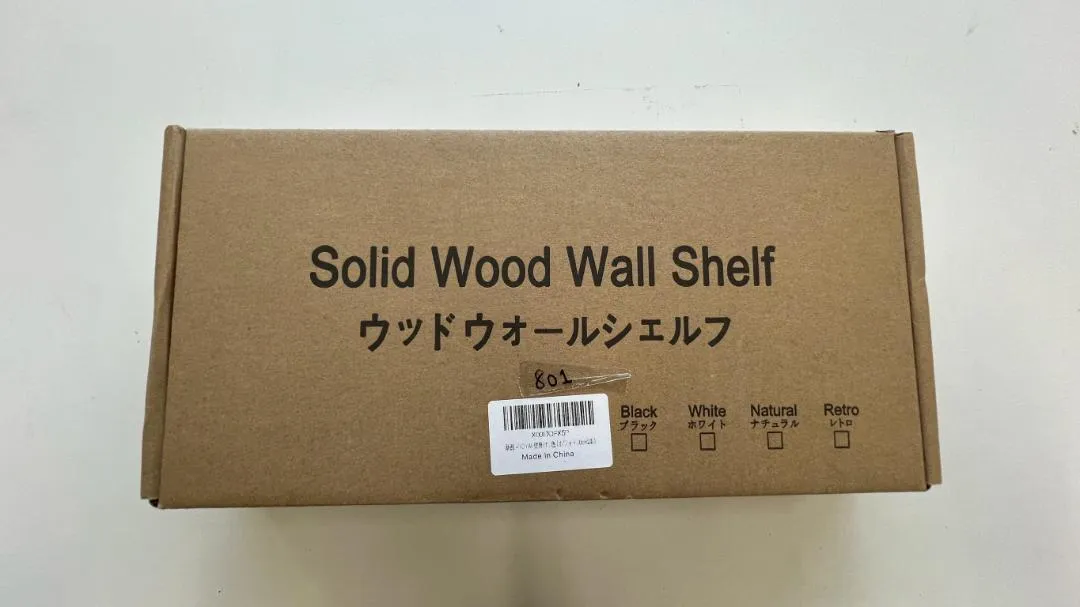 Solid Wood Wall Shelf
ウッドウォールシェルフ
801
Black White Natural Retro
ブラック ホワイト ナチュラル レトロ
Made In China